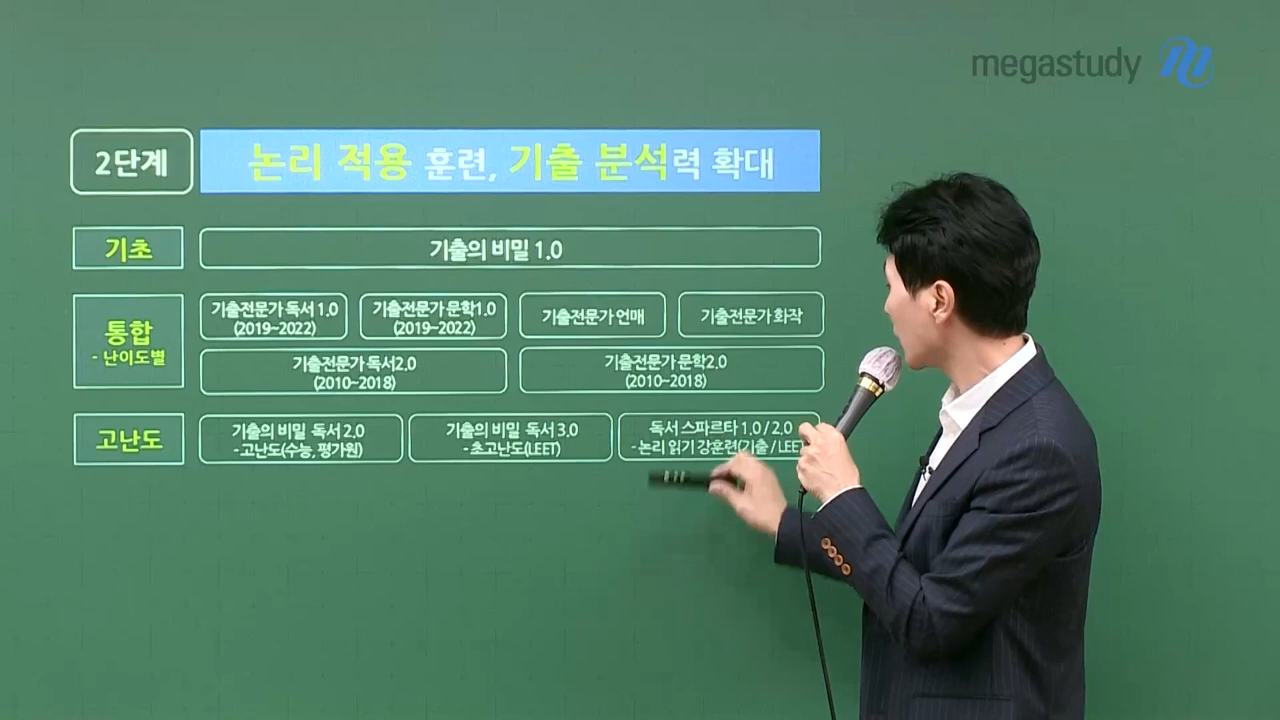 megastudy
2단계
논리 적용 훈련, 기출 분석력 확대
기초
기출의 비밀 1.0
통합
- 난이도별
기출전문가 독서 1.0
(2019~2022)
기출전문가 문학1.0
(2019~2022)
기출전문가 언매
기출전문가 화작
기출전문가 독서2.0
(2010~2018)
기출전문가 문학2.0
(2010~2018)
고난도
기출의 비밀 독서 2.0
-고난도(수능, 평가원)
기출의 비밀 독서 3.0
-초고난도(LEET)
독서 스파르타 1.0 / 2.0
- 논리 읽기 강훈련(기출 / LEET